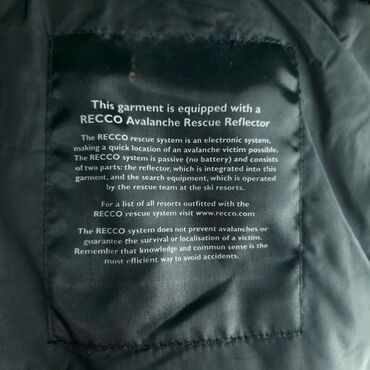 This garment is equipped with a
RECCO Avalanche Rescue Reflector
The RECCO rescue system is an electronic system,
making a quick location of an avalanche victim possible.
The RECCO system is passive (no battery) and consists
of two parts: the reflector, which is integrated into this
garment, and the search equipment, which is operated
by the rescue team at the ski resorts.
For a list of all resorts outfitted with the
RECCO rescue system visit www.recco.com
The RECCO system does not prevent avalanches or
guarantee the survival or localisation of a victim.
Remember that knowledge and common sense is the
most efficient way to avoid accidents.